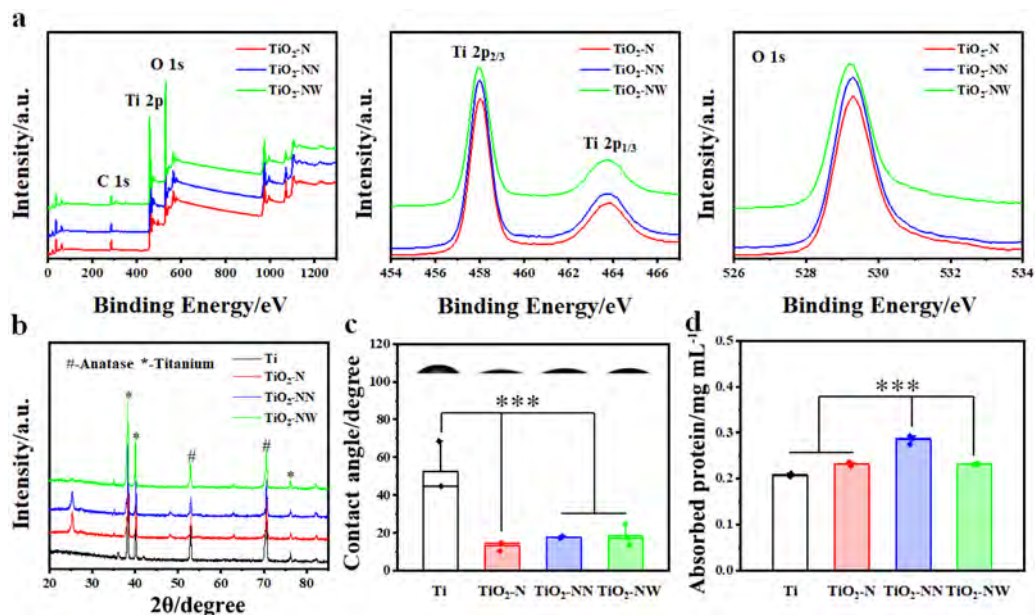 a
TiO₂-N
TiO₂-NN
TiO₂-NW
O 1s
Ti 2p
C 1s
Intensity/a.u.
0 200 400 600 800 1000 1200
Binding Energy/eV
Ti 2p₂/₃
TiO₂-N
TiO₂-NN
TiO₂-NW
Ti 2p₁/₃
Intensity/a.u.
454 456 458 460 462 464 466
Binding Energy/eV
O 1s
TiO₂-N
TiO₂-NN
TiO₂-NW
Intensity/a.u.
526 528 530 532 534
Binding Energy/eV
b
#-Anatase *-Titanium
Ti
TiO₂-N
TiO₂-NN
TiO₂-NW
*
*
#
#
*
Intensity/a.u.
20 30 40 50 60 70 80
2θ/degree
c
120
100
80
60
40
20
0
Contact angle/degree
***
Ti TiO₂-N TiO₂-NN TiO₂-NW
d
0.5
0.4
0.3
0.2
0.1
0.0
Absorbed protein/mg mL⁻¹
***
Ti TiO₂-N TiO₂-NN TiO₂-NW